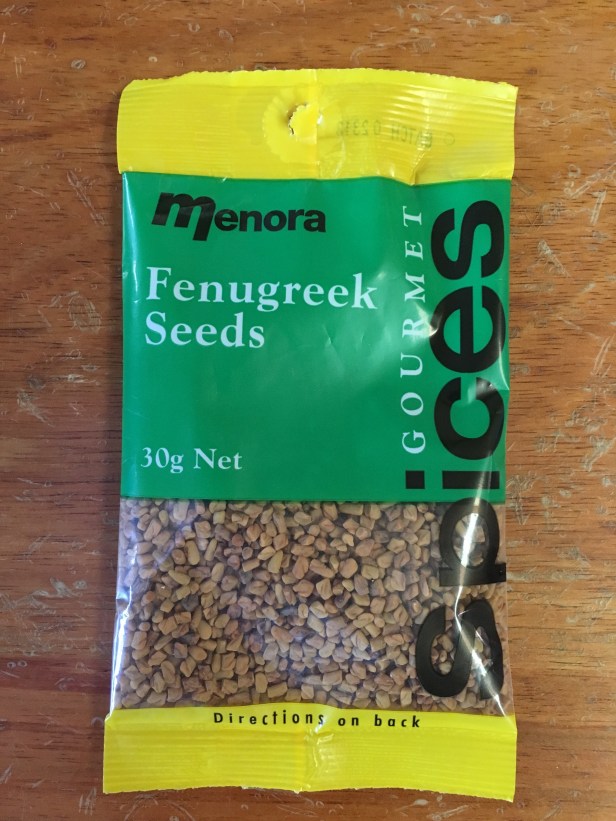 menora
Fenugreek
Seeds
30g Net
GOURMET
spices
Directions on back